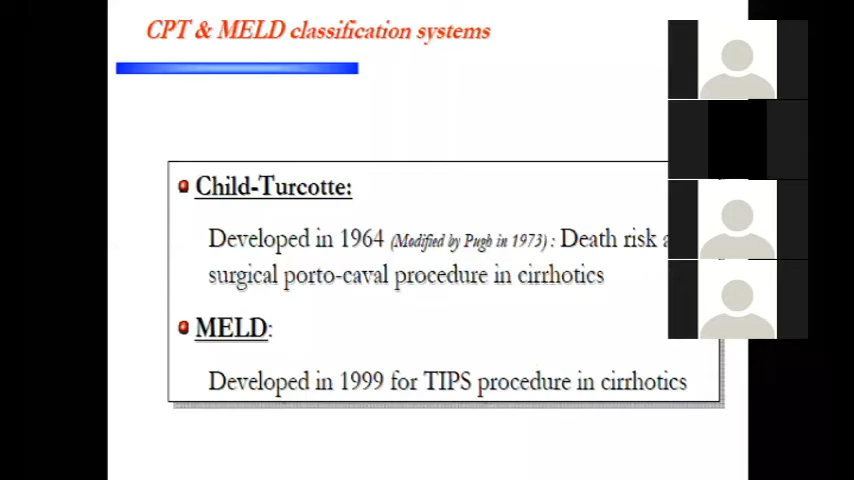 CPT & MELD classification systems
Child-Turcotte:
Developed in 1964 (Modified by Pugh in 1973) : Death risk
surgical porto-caval procedure in cirrhotics
MELD:
Developed in 1999 for TIPS procedure in cirrhotics